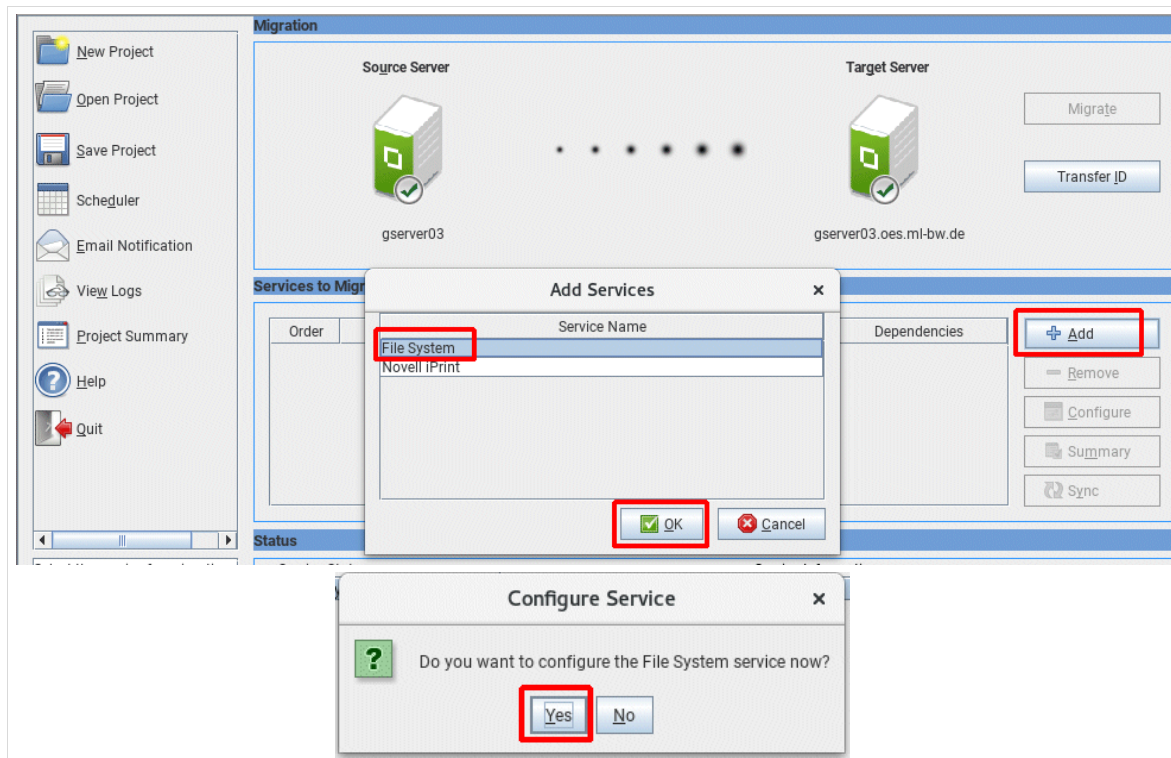 Migration
New Project
Open Project
Save Project
Scheduler
Email Notification
View Logs
Project Summary
Help
Quit
Source Server
Target Server
gserver03
gserver03.oes.ml-bw.de
Migrate
Transfer ID
Services to Migr
Order
Dependencies
Add
Remove
Configure
Summary
Sync
Add Services
Service Name
File System
Novell iPrint
OK
Cancel
Status
Configure Service
Do you want to configure the File System service now?
Yes
No